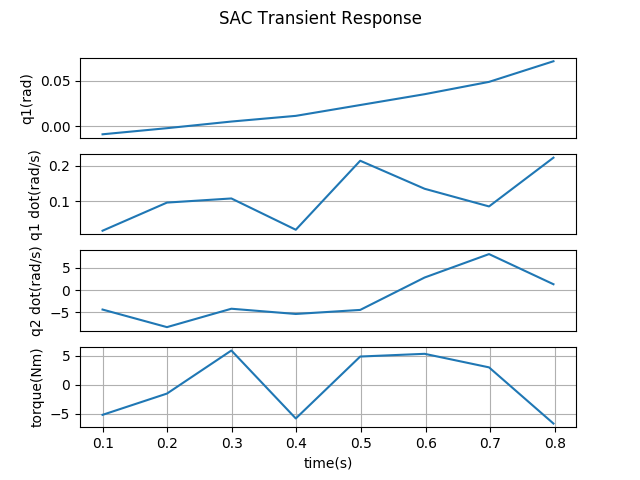 SAC Transient Response
q1(rad)
0.05
0.00
q1 dot(rad/s)
0.2
0.1
q2 dot(rad/s)
5
0
−5
torque(Nm)
5
0
−5
0.1 0.2 0.3 0.4 0.5 0.6 0.7 0.8
time(s)